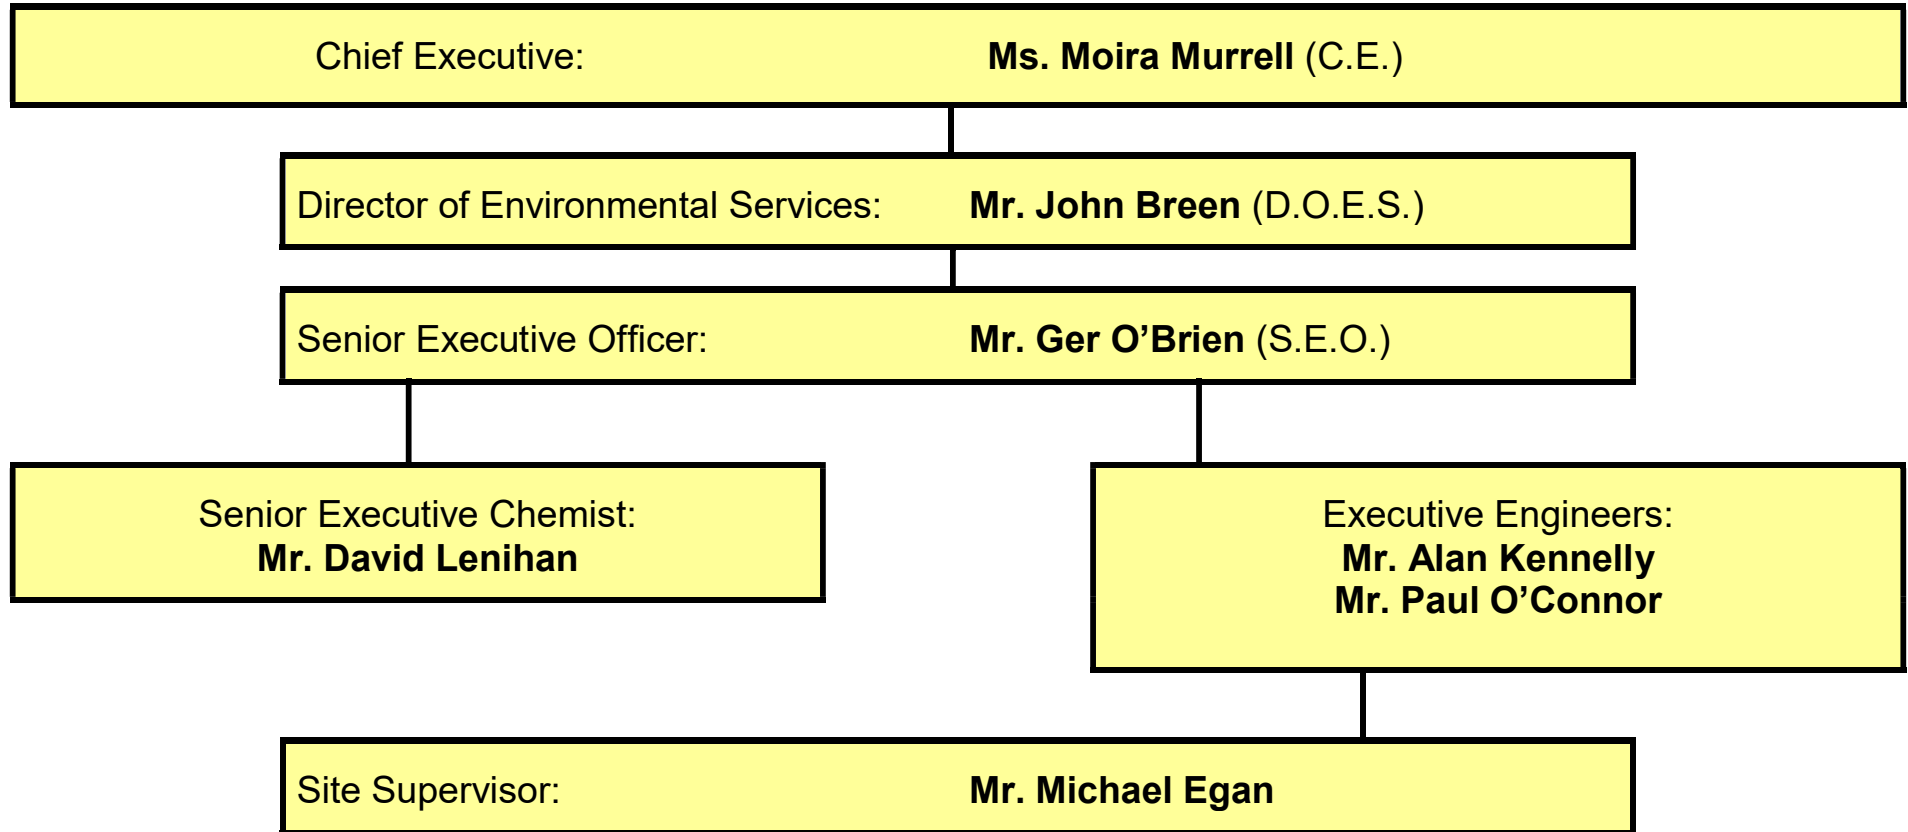 Chief Executive: Ms. Moira Murrell (C.E.)
Director of Environmental Services: Mr. John Breen (D.O.E.S.)
Senior Executive Officer: Mr. Ger O’Brien (S.E.O.)
Senior Executive Chemist:
Mr. David Lenihan
Executive Engineers:
Mr. Alan Kennelly
Mr. Paul O’Connor
Site Supervisor: Mr. Michael Egan